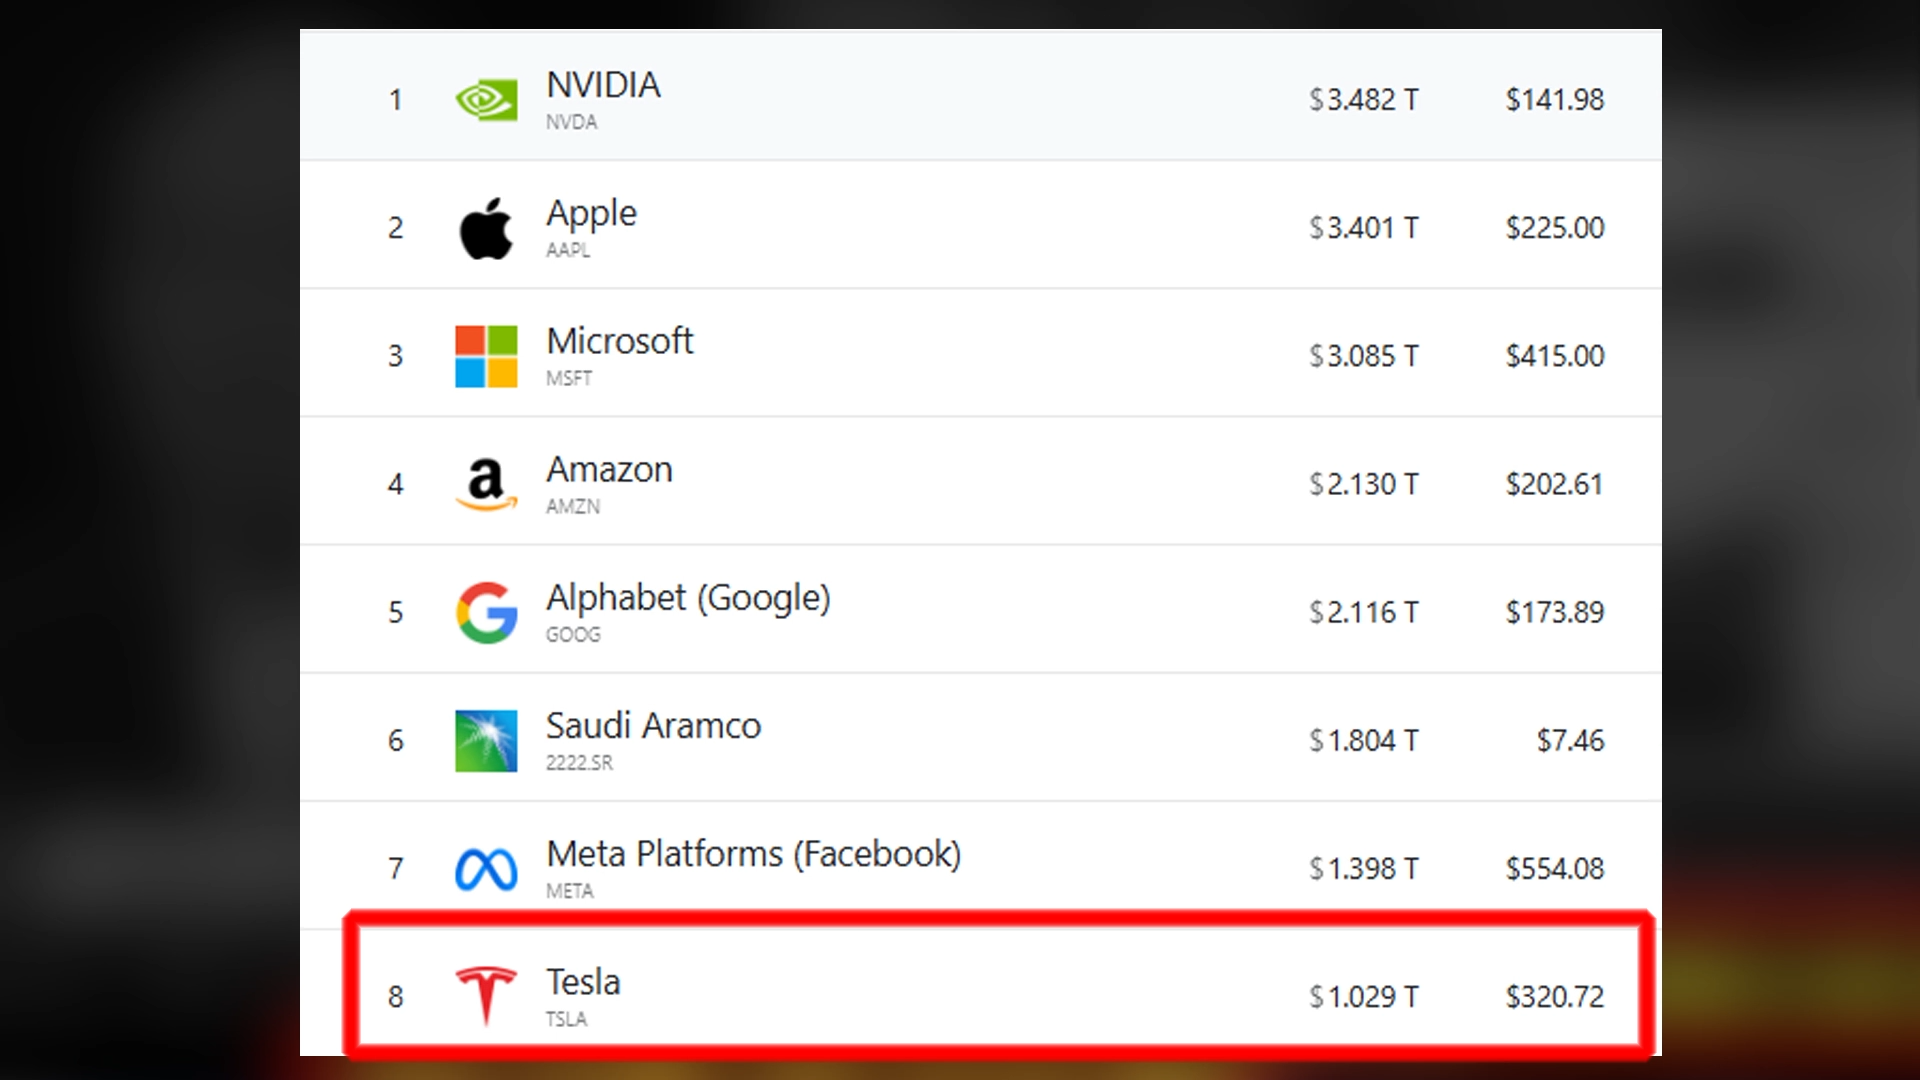 1 NVIDIA $3.482 T $141.98
NVDA
2 Apple $3.401 T $225.00
AAPL
3 Microsoft $3.085 T $415.00
MSFT
4 Amazon $2.130 T $202.61
AMZN
5 Alphabet (Google) $2.116 T $173.89
GOOG
6 Saudi Aramco $1.804 T $7.46
2222.SR
7 Meta Platforms (Facebook) $1.398 T $554.08
META
8 Tesla $1.029 T $320.72
TSLA